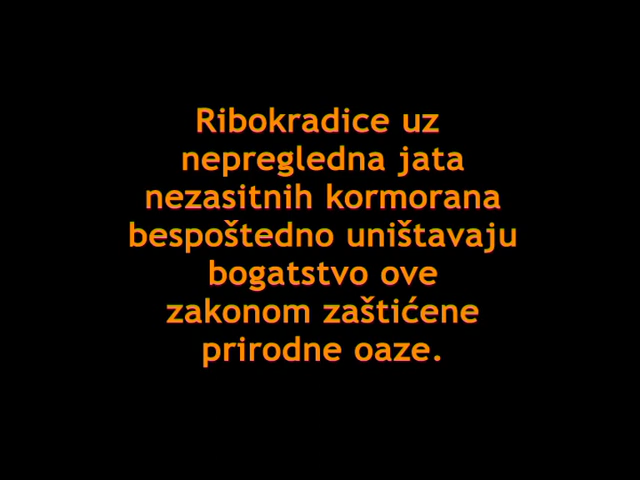 Ribokradice uz
nepregledna jata
nezasitnih kormorana
bespoštedno uništavaju
bogatstvo ove
zakonom zaštićene
prirodne oaze.